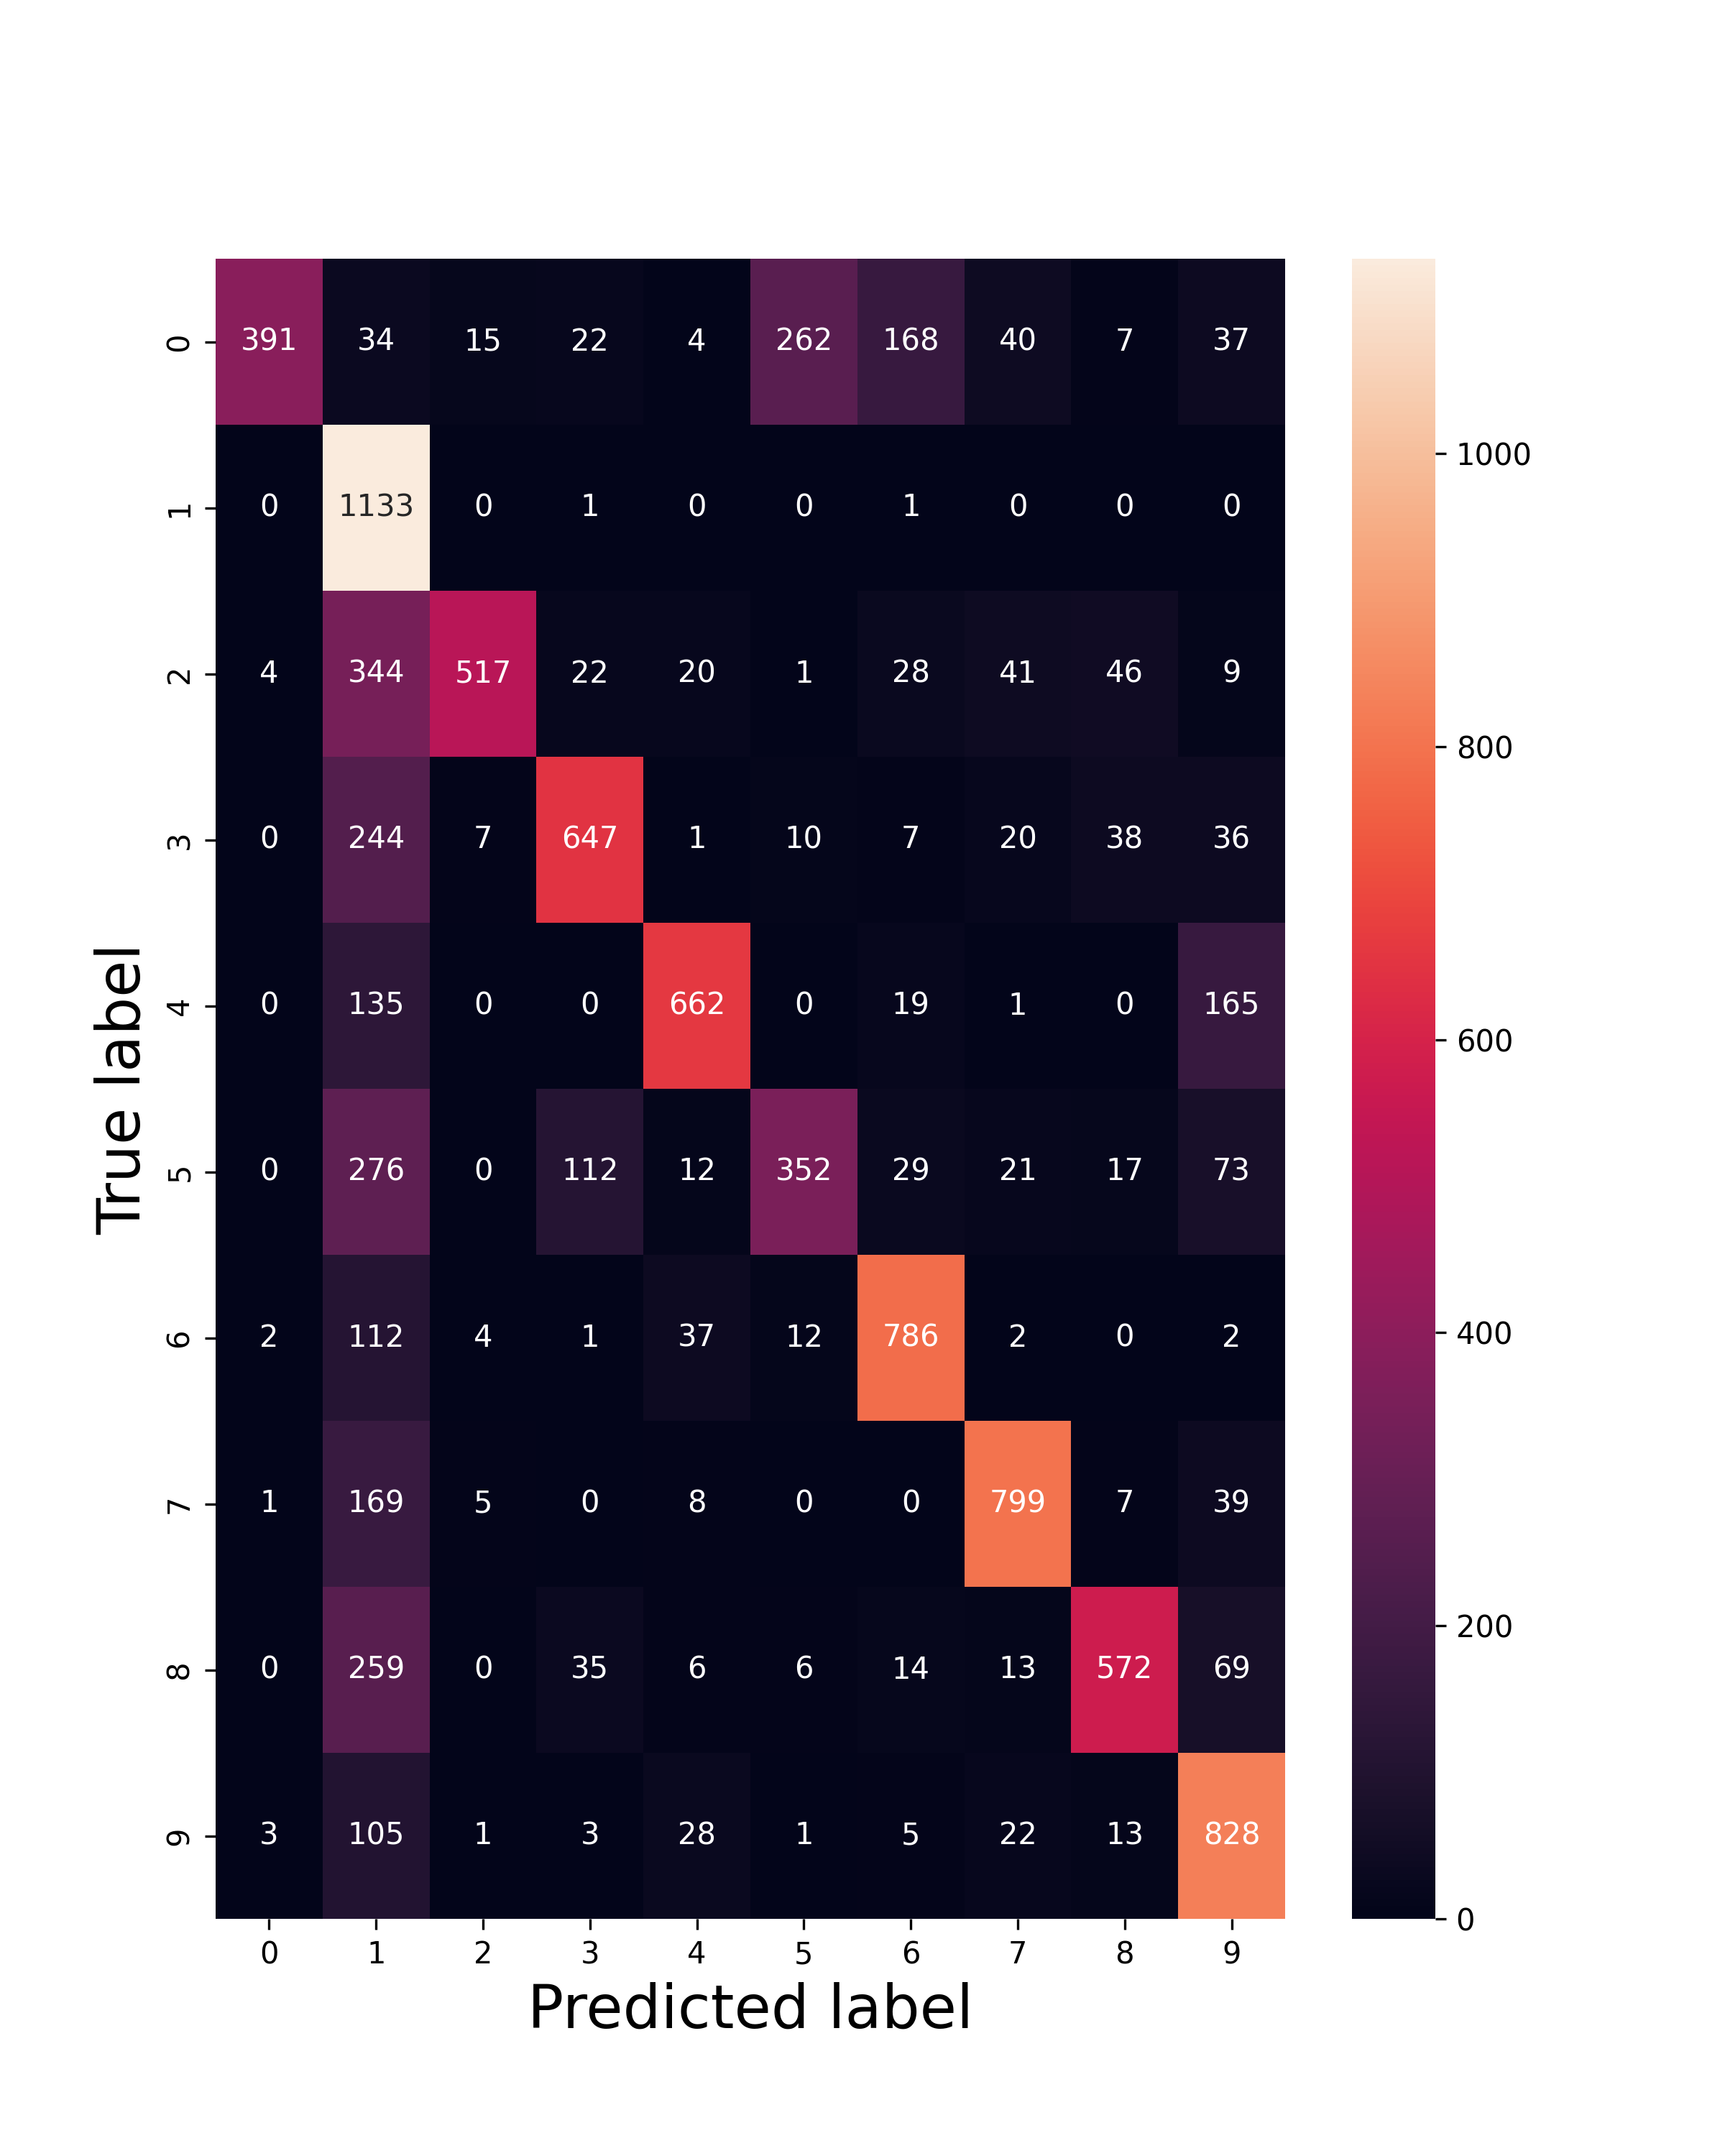 0 391 34 15 22 4 262 168 40 7 37
1 0 1133 0 1 0 0 1 0 0 0
2 4 344 517 22 20 1 28 41 46 9
3 0 244 7 647 1 10 7 20 38 36
4 0 135 0 0 662 0 19 1 0 165
5 0 276 0 112 12 352 29 21 17 73
6 2 112 4 1 37 12 786 2 0 2
7 1 169 5 0 8 0 0 799 7 39
8 0 259 0 35 6 6 14 13 572 69
9 3 105 1 3 28 1 5 22 13 828
0 1 2 3 4 5 6 7 8 9
True label
Predicted label
1000
800
600
400
200
0